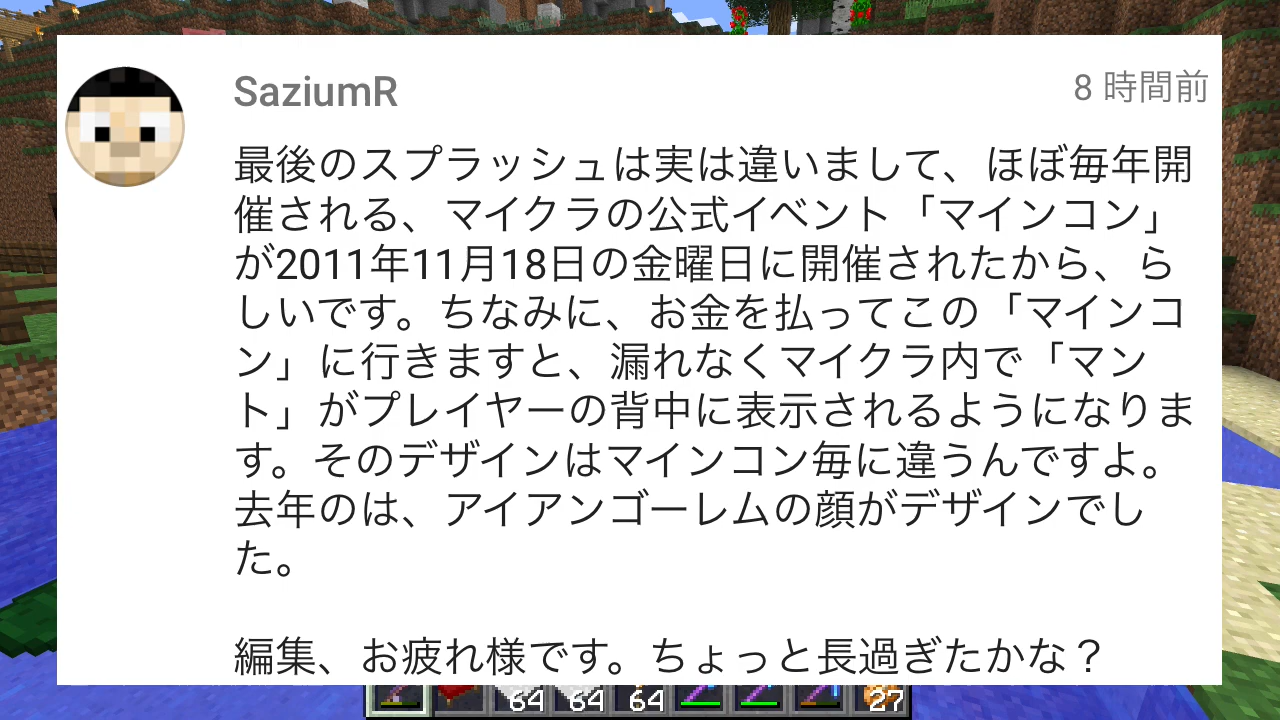 SaziumR
8 時間前
最後のスプラッシュは実は違いまして、ほぼ毎年開
催される、マイクラの公式イベント「マインコン」
が2011年11月18日の金曜日に開催されたから、ら
しいです。ちなみに、お金を払ってこの「マインコ
ン」に行きますと、漏れなくマイクラ内で「マン
ト」がプレイヤーの背中に表示されるようになりま
す。そのデザインはマインコン毎に違うんですよ。
去年のは、アイアンゴーレムの顔がデザインでし
た。
編集、お疲れ様です。ちょっと長過ぎたかな？
64 64 64 27